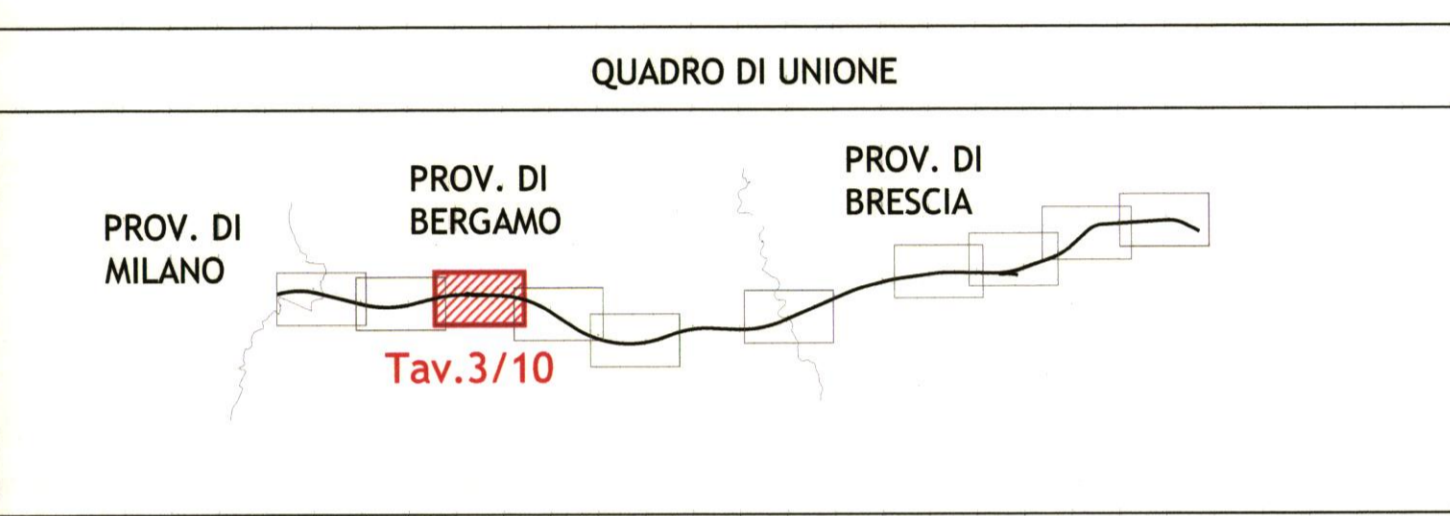 QUADRO DI UNIONE
PROV. DI
MILANO
PROV. DI
BERGAMO
PROV. DI
BRESCIA
Tav.3/10